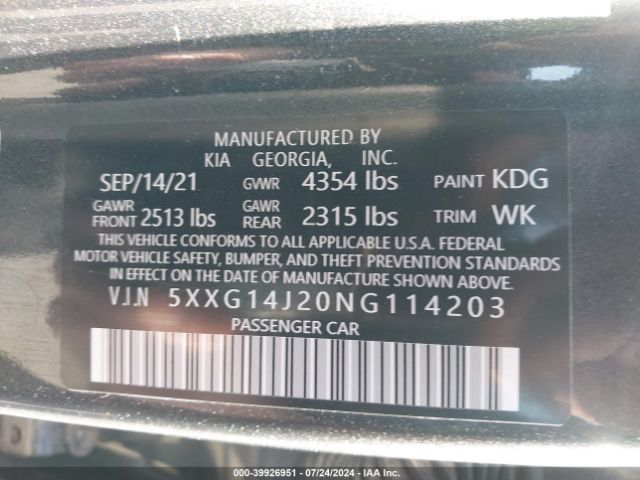 MANUFACTURED BY
KIA GEORGIA, INC.
SEP/14/21 GVWR 4354 lbs PAINT KDG
GAWR FRONT 2513 lbs GAWR REAR 2315 lbs TRIM WK
THIS VEHICLE CONFORMS TO ALL APPLICABLE U.S.A. FEDERAL
MOTOR VEHICLE SAFETY, BUMPER, AND THEFT PREVENTION STANDARDS
IN EFFECT ON THE DATE OF MANUFACTURE SHOWN ABOVE.
V.I.N 5XXG14J20NG114203
PASSENGER CAR
000-39926951 / 07/24/2024 / IAA Inc.